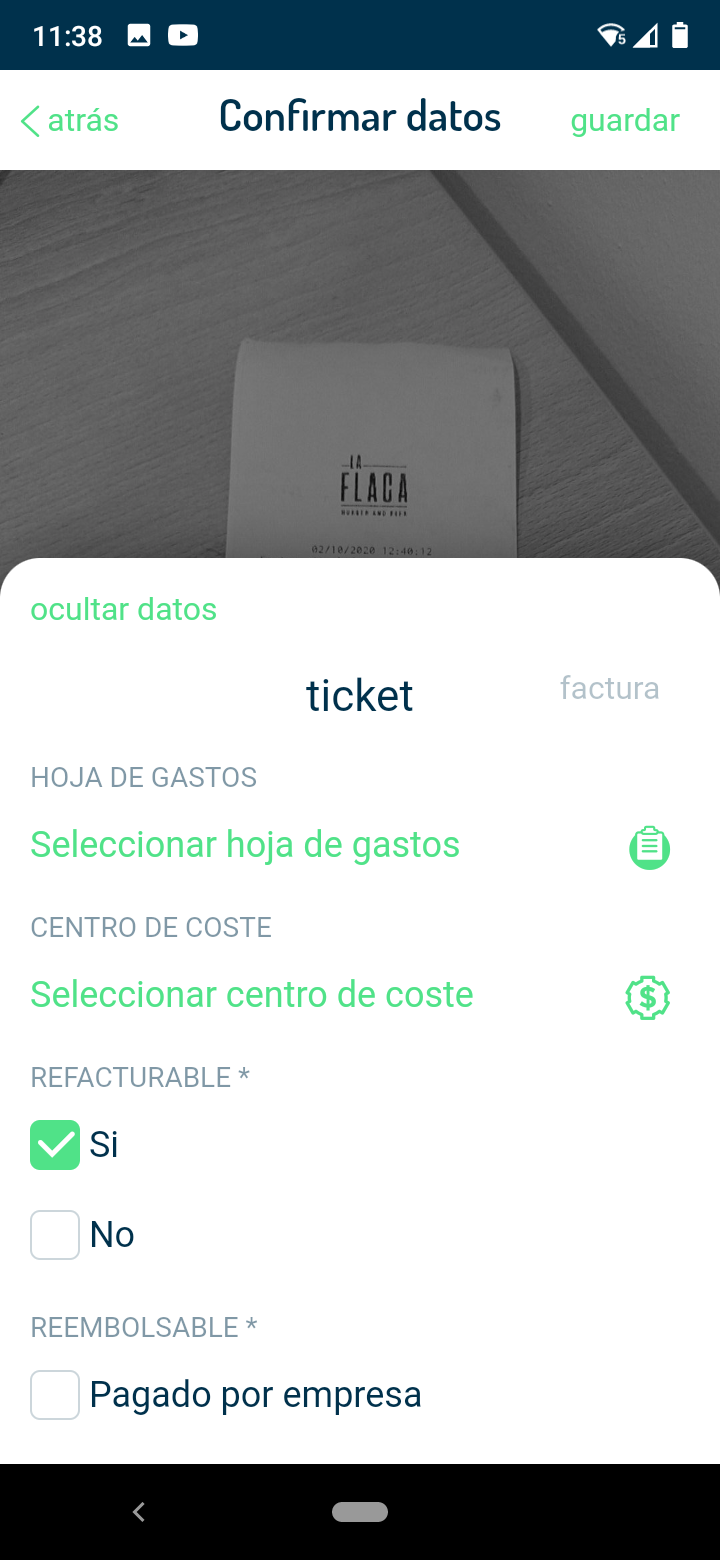 11:38
5
atrás Confirmar datos guardar
LA
FLACA
BURGER AND BEER
02/10/2020 12:40:12
ocultar datos
ticket factura
HOJA DE GASTOS
Seleccionar hoja de gastos
CENTRO DE COSTE
Seleccionar centro de coste
$
REFACTURABLE *
Si
No
REEMBOLSABLE *
Pagado por empresa